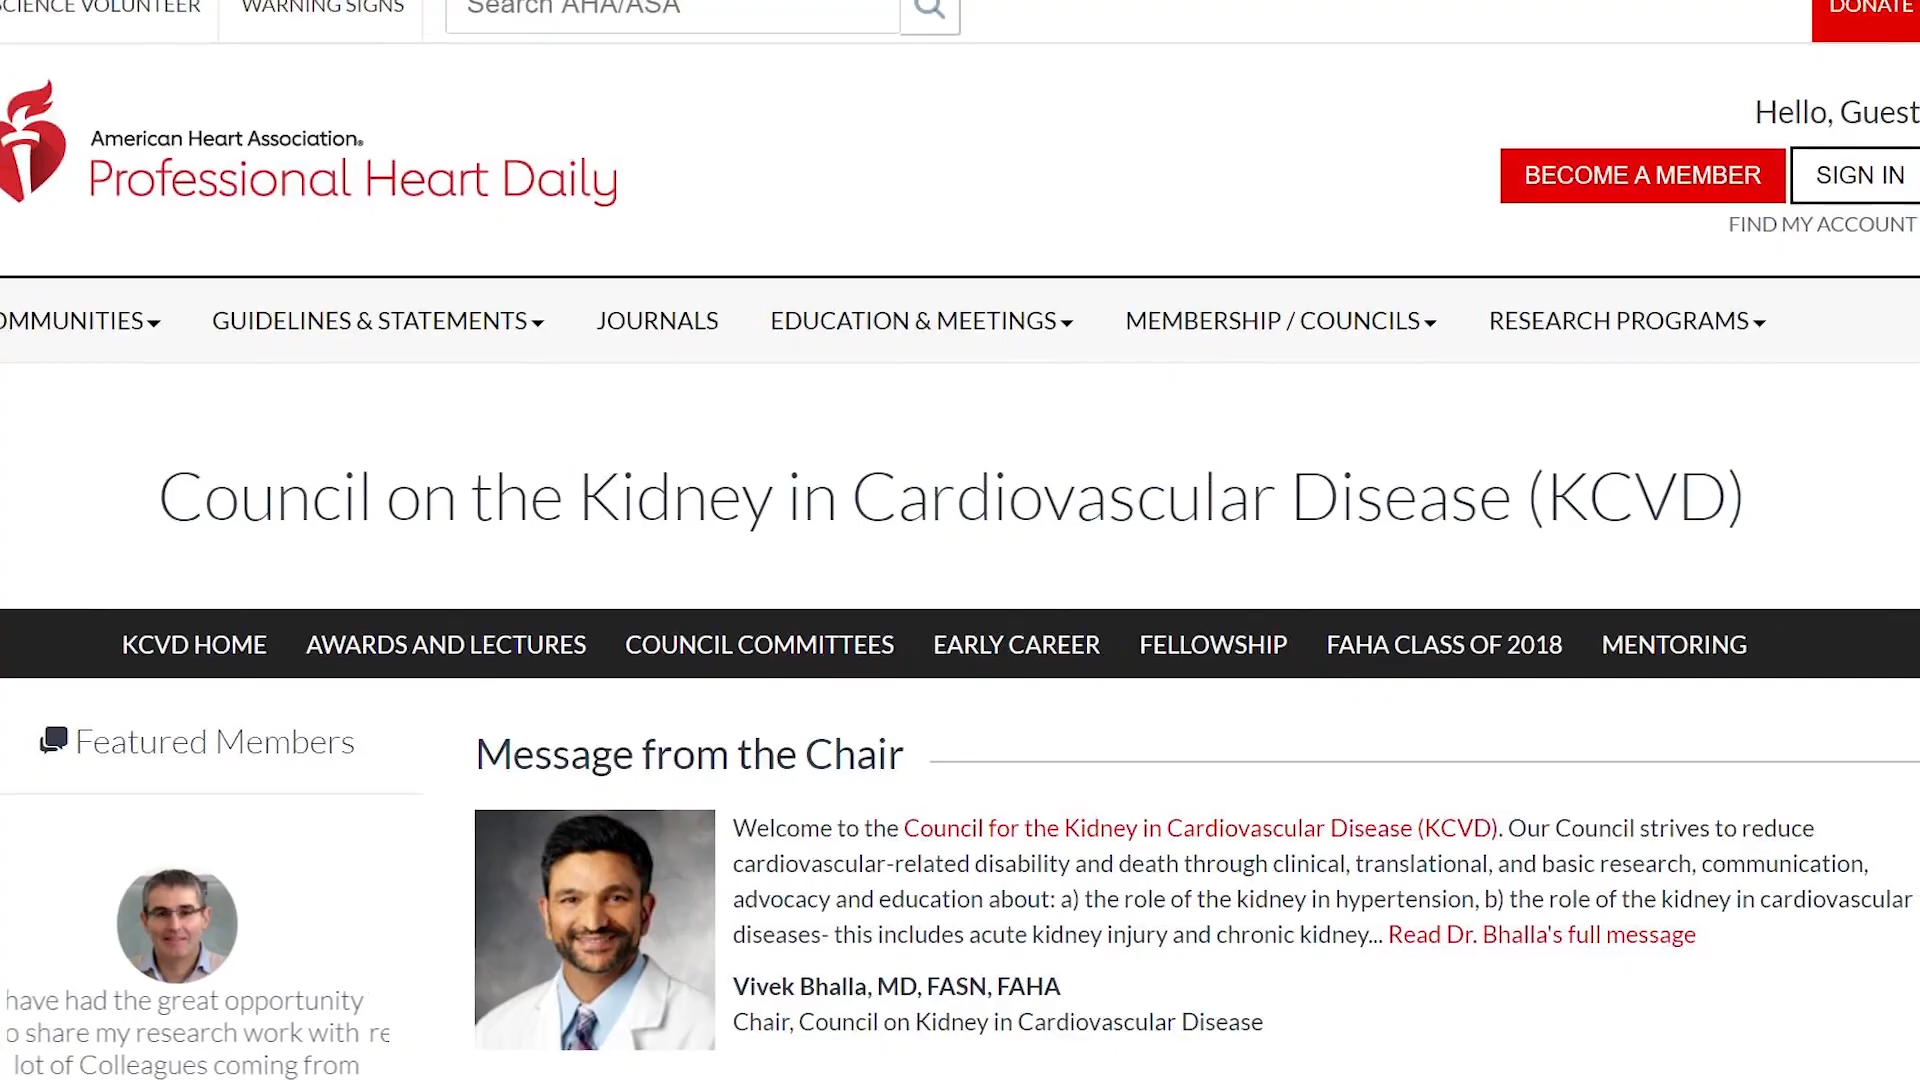 SCIENCE VOLUNTEER
WARNING SIGNS
Search AHA/ASA
DONATE
American Heart Association®
Professional Heart Daily
Hello, Guest
BECOME A MEMBER
SIGN IN
FIND MY ACCOUNT
OMMUNITIES
GUIDELINES & STATEMENTS
JOURNALS
EDUCATION & MEETINGS
MEMBERSHIP / COUNCILS
RESEARCH PROGRAMS
Council on the Kidney in Cardiovascular Disease (KCVD)
KCVD HOME
AWARDS AND LECTURES
COUNCIL COMMITTEES
EARLY CAREER
FELLOWSHIP
FAHA CLASS OF 2018
MENTORING
Featured Members
have had the great opportunity
o share my research work with re
lot of Colleagues coming from
Message from the Chair
Welcome to the Council for the Kidney in Cardiovascular Disease (KCVD). Our Council strives to reduce
cardiovascular-related disability and death through clinical, translational, and basic research, communication,
advocacy and education about: a) the role of the kidney in hypertension, b) the role of the kidney in cardiovascular
diseases- this includes acute kidney injury and chronic kidney... Read Dr. Bhalla's full message
Vivek Bhalla, MD, FASN, FAHA
Chair, Council on Kidney in Cardiovascular Disease